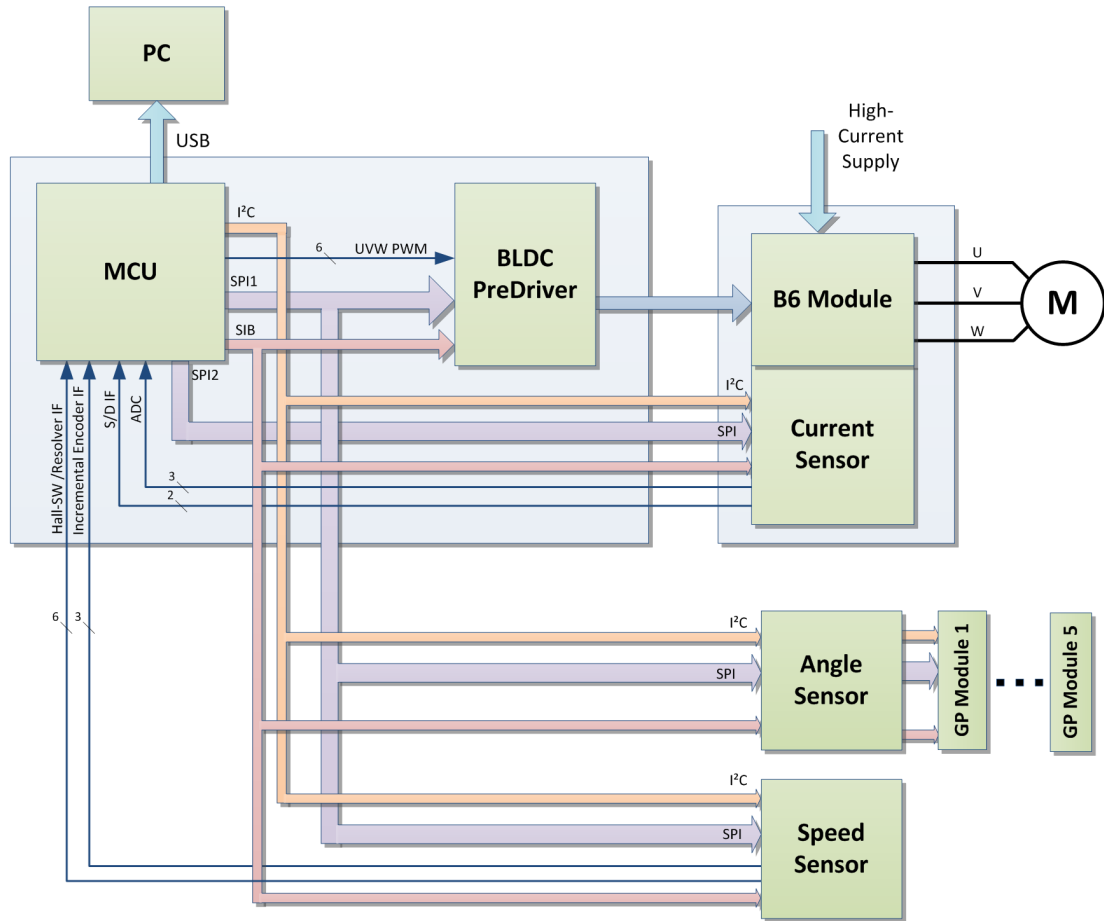 PC
USB
High-
Current
Supply
MCU
I²C
6
UVW PWM
SPI1
SIB
BLDC
PreDriver
B6 Module
U
V
W
M
SPI2
Hall-SW /Resolver IF
Incremental Encoder IF
S/D IF
ADC
I²C
SPI
Current
Sensor
3
2
6
3
I²C
SPI
Angle
Sensor
GP Module 1
GP Module 5
I²C
SPI
Speed
Sensor